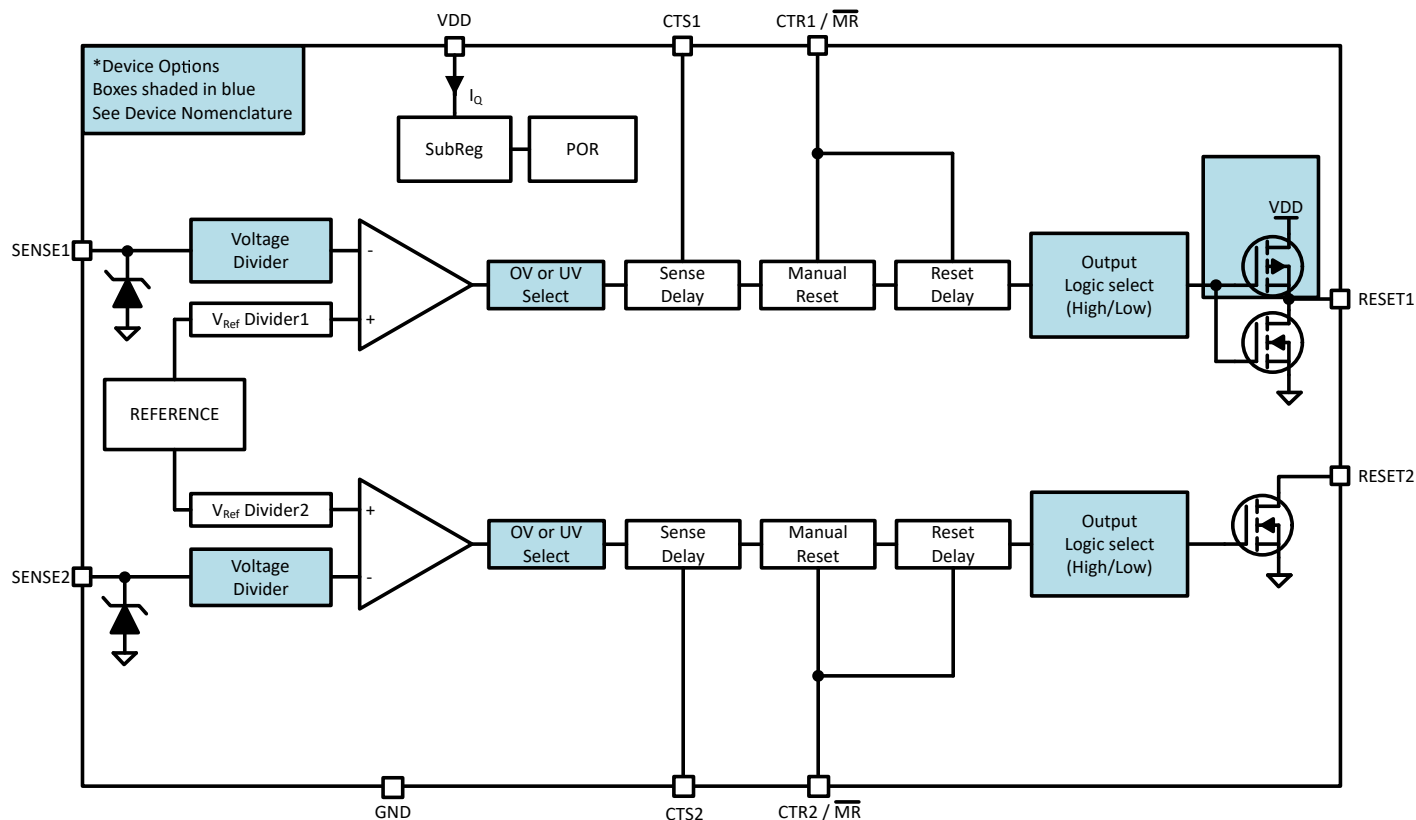 VDD
CTS1
CTR1 / MR
*Device Options
Boxes shaded in blue
See Device Nomenclature
IQ
SubReg
POR
VDD
SENSE1
Voltage
Divider
-
OV or UV
Select
Sense
Delay
Manual
Reset
Reset
Delay
Output
Logic select
(High/Low)
RESET1
VRef Divider1
+
REFERENCE
RESET2
VRef Divider2
+
OV or UV
Select
Sense
Delay
Manual
Reset
Reset
Delay
Output
Logic select
(High/Low)
SENSE2
Voltage
Divider
-
GND
CTS2
CTR2 / MR